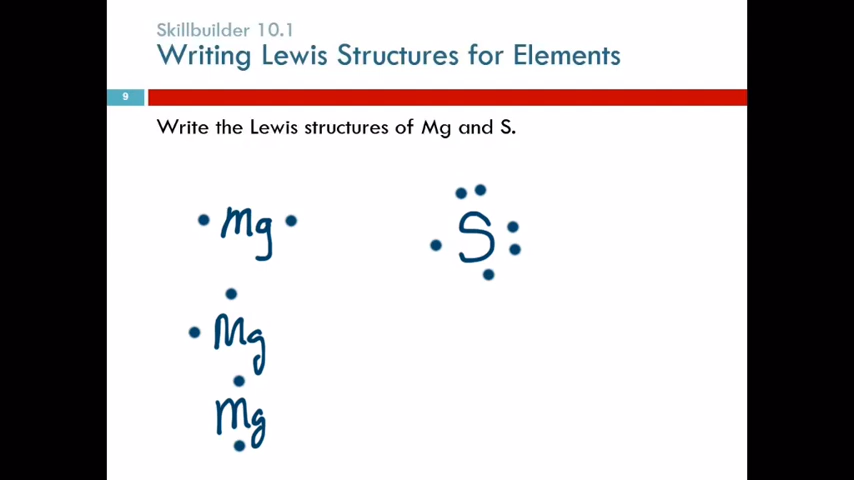 Skillbuilder 10.1
Writing Lewis Structures for Elements
9
Write the Lewis structures of Mg and S.
Mg
S
Mg
Mg